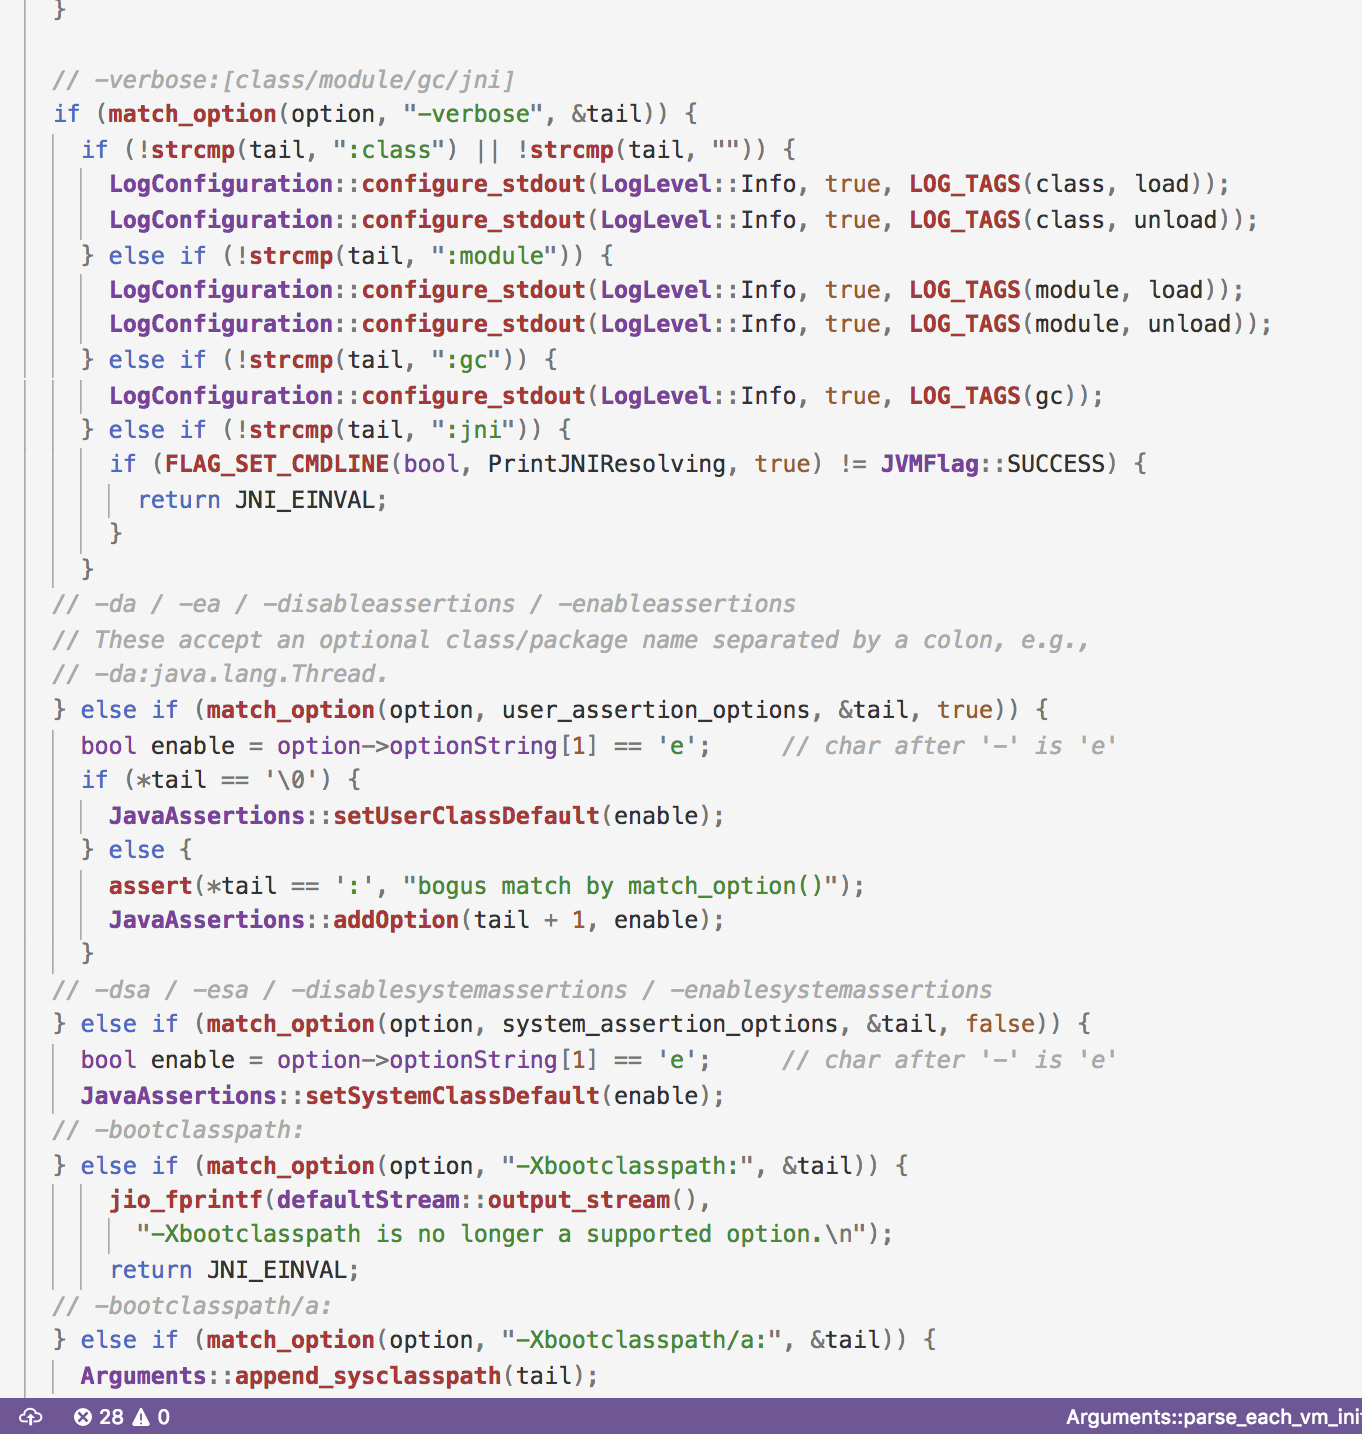 }
// -verbose:[class/module/gc/jni]
if (match_option(option, "-verbose", &tail)) {
if (!strcmp(tail, ":class") || !strcmp(tail, "")) {
LogConfiguration::configure_stdout(LogLevel::Info, true, LOG_TAGS(class, load));
LogConfiguration::configure_stdout(LogLevel::Info, true, LOG_TAGS(class, unload));
} else if (!strcmp(tail, ":module")) {
LogConfiguration::configure_stdout(LogLevel::Info, true, LOG_TAGS(module, load));
LogConfiguration::configure_stdout(LogLevel::Info, true, LOG_TAGS(module, unload));
} else if (!strcmp(tail, ":gc")) {
LogConfiguration::configure_stdout(LogLevel::Info, true, LOG_TAGS(gc));
} else if (!strcmp(tail, ":jni")) {
if (FLAG_SET_CMDLINE(bool, PrintJNIResolving, true) != JVMFlag::SUCCESS) {
return JNI_EINVAL;
}
}
// -da / -ea / -disableassertions / -enableassertions
// These accept an optional class/package name separated by a colon, e.g.,
// -da:java.lang.Thread.
} else if (match_option(option, user_assertion_options, &tail, true)) {
bool enable = option->optionString[1] == 'e';     // char after '-' is 'e'
if (*tail == '\0') {
JavaAssertions::setUserClassDefault(enable);
} else {
assert(*tail == ':', "bogus match by match_option()");
JavaAssertions::addOption(tail + 1, enable);
}
// -dsa / -esa / -disablesystemassertions / -enablesystemassertions
} else if (match_option(option, system_assertion_options, &tail, false)) {
bool enable = option->optionString[1] == 'e';     // char after '-' is 'e'
JavaAssertions::setSystemClassDefault(enable);
// -bootclasspath:
} else if (match_option(option, "-Xbootclasspath:", &tail)) {
jio_fprintf(defaultStream::output_stream(),
"-Xbootclasspath is no longer a supported option.\n");
return JNI_EINVAL;
// -bootclasspath/a:
} else if (match_option(option, "-Xbootclasspath/a:", &tail)) {
Arguments::append_sysclasspath(tail);
28 0 Arguments::parse_each_vm_ini